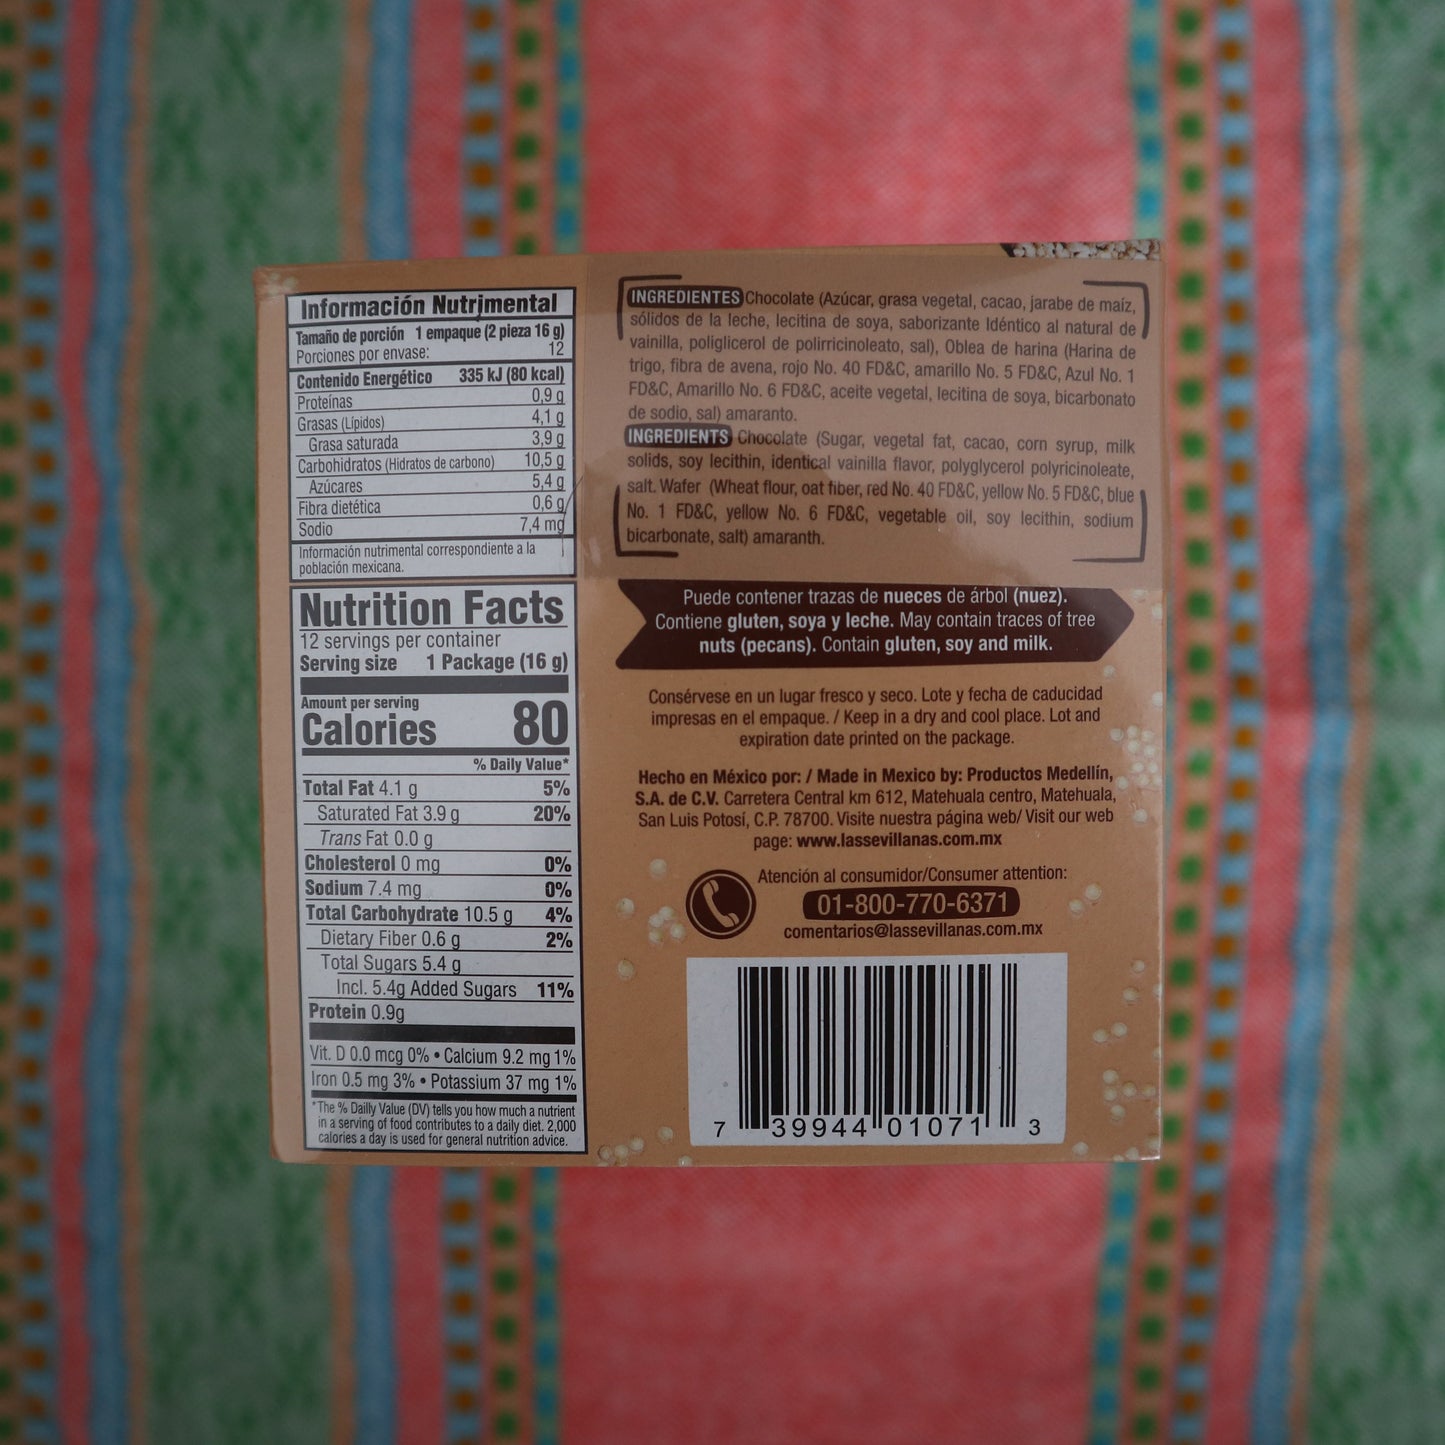 Información Nutrimental
Tamaño de porción 1 empaque (2 pieza 16 g)
Porciones por envase: 12
Contenido Energético 335 kJ (80 kcal)
Proteínas 0,9 g
Grasas (Lípidos) 4,1 g
Grasa saturada 3,9 g
Carbohidratos (Hidratos de carbono) 10,5 g
Azúcares 5,4 g
Fibra dietética 0,6 g
Sodio 7,4 mg
Información nutrimental correspondiente a la
población mexicana.
Nutrition Facts
12 servings per container
Serving size 1 Package (16 g)
Amount per serving
Calories 80
% Daily Value*
Total Fat 4.1 g 5%
Saturated Fat 3.9 g 20%
Trans Fat 0.0 g
Cholesterol 0 mg 0%
Sodium 7.4 mg 0%
Total Carbohydrate 10.5 g 4%
Dietary Fiber 0.6 g 2%
Total Sugars 5.4 g
Incl. 5.4g Added Sugars 11%
Protein 0.9g
Vit. D 0.0 mcg 0% • Calcium 9.2 mg 1%
Iron 0.5 mg 3% • Potassium 37 mg 1%
*The % Dailly Value (DV) tells you how much a nutrient
in a serving of food contributes to a daily diet. 2,000
calories a day is used for general nutrition advice.
INGREDIENTES Chocolate (Azúcar, grasa vegetal, cacao, jarabe de maíz,
sólidos de la leche, lecitina de soya, saborizante Idéntico al natural de
vainilla, poliglicerol de polirricinoleato, sal), Oblea de harina (Harina de
trigo, fibra de avena, rojo No. 40 FD&C, amarillo No. 5 FD&C, Azul No. 1
FD&C, Amarillo No. 6 FD&C, aceite vegetal, lecitina de soya, bicarbonato
de sodio, sal) amaranto.
INGREDIENTS Chocolate (Sugar, vegetal fat, cacao, corn syrup, milk
solids, soy lecithin, identical vainilla flavor, polyglycerol polyricinoleate,
salt. Wafer (Wheat flour, oat fiber, red No. 40 FD&C, yellow No. 5 FD&C, blue
No. 1 FD&C, yellow No. 6 FD&C, vegetable oil, soy lecithin, sodium
bicarbonate, salt) amaranth.
Puede contener trazas de nueces de árbol (nuez).
Contiene gluten, soya y leche. May contain traces of tree
nuts (pecans). Contain gluten, soy and milk.
Consérvese en un lugar fresco y seco. Lote y fecha de caducidad
impresas en el empaque. / Keep in a dry and cool place. Lot and
expiration date printed on the package.
Hecho en México por: / Made in Mexico by: Productos Medellín,
S.A. de C.V. Carretera Central km 612, Matehuala centro, Matehuala,
San Luis Potosí, C.P. 78700. Visite nuestra página web/ Visit our web
page: www.lassevillanas.com.mx
Atención al consumidor/Consumer attention:
01-800-770-6371
comentarios@lassevillanas.com.mx
7 39944 01071 3